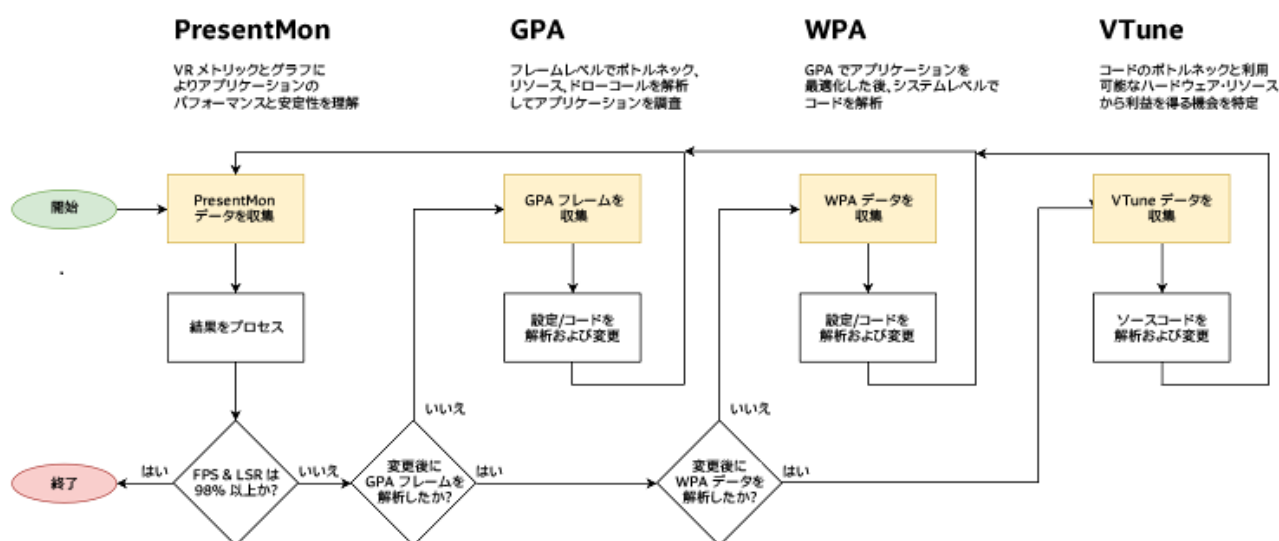 PresentMon
VR メトリックとグラフに
よりアプリケーションの
パフォーマンスと安定性を理解
GPA
フレームレベルでボトルネック、
リソース、ドローコールを解析
してアプリケーションを調査
WPA
GPA でアプリケーションを
最適化した後、システムレベルで
コードを解析
VTune
コードのボトルネックと利用
可能なハードウェア・リソース
から利益を得る機会を特定
開始
PresentMon
データを収集
GPA フレームを
収集
WPA データを
収集
VTune データを
収集
結果をプロセス
設定/コードを
解析および変更
設定/コードを
解析および変更
ソースコードを
解析および変更
いいえ
いいえ
終了
はい
FPS & LSR は
98% 以上か?
いいえ
変更後に
GPA フレームを
解析したか?
はい
変更後に
WPA データを
解析したか?
はい